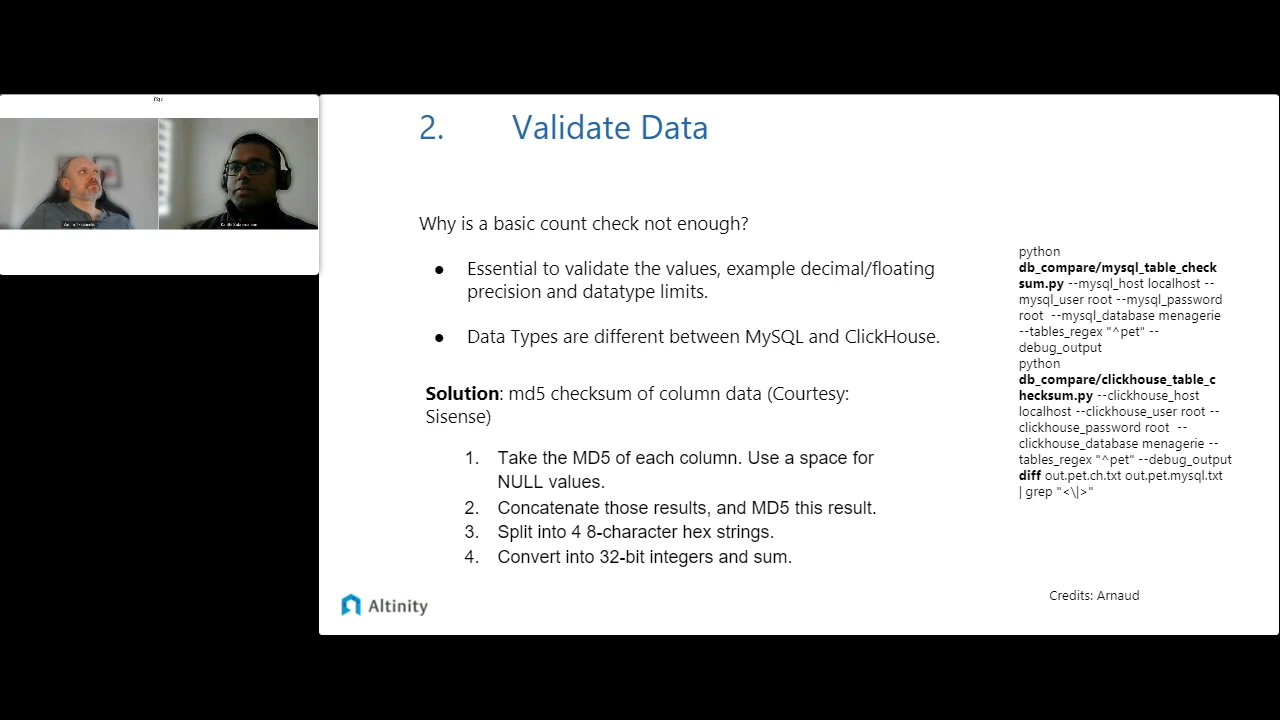 2. Validate Data
Why is a basic count check not enough?
● Essential to validate the values, example decimal/floating
precision and datatype limits.
● Data Types are different between MySQL and ClickHouse.
Solution: md5 checksum of column data (Courtesy:
Sisense)
1. Take the MD5 of each column. Use a space for
NULL values.
2. Concatenate those results, and MD5 this result.
3. Split into 4 8-character hex strings.
4. Convert into 32-bit integers and sum.
python
db_compare/mysql_table_check
sum.py --mysql_host localhost --
mysql_user root --mysql_password
root --mysql_database menagerie
--tables_regex "^pet" --
debug_output
python
db_compare/clickhouse_table_c
hecksum.py --clickhouse_host
localhost --clickhouse_user root --
clickhouse_password root --
clickhouse_database menagerie --
tables_regex "^pet" --debug_output
diff out.pet.ch.txt out.pet.mysql.txt
| grep "<\|>"
Credits: Arnaud
Altinity